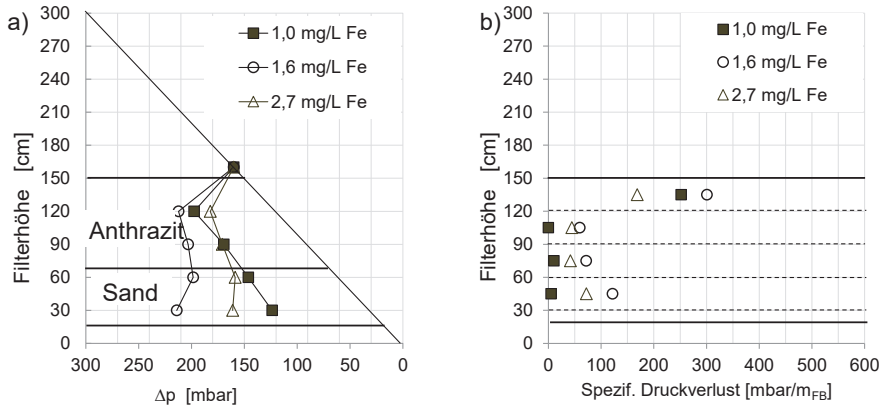 a)
300
270
240
210
180
150
120
90
60
30
0
Filterhöhe [cm]
1,0 mg/L Fe
1,6 mg/L Fe
2,7 mg/L Fe
Anthrazit
Sand
300 250 200 150 100 50 0
Δp [mbar]
b)
300
270
240
210
180
150
120
90
60
30
0
Filterhöhe [cm]
1,0 mg/L Fe
1,6 mg/L Fe
2,7 mg/L Fe
0 100 200 300 400 500 600
Spezif. Druckverlust [mbar/mFB]